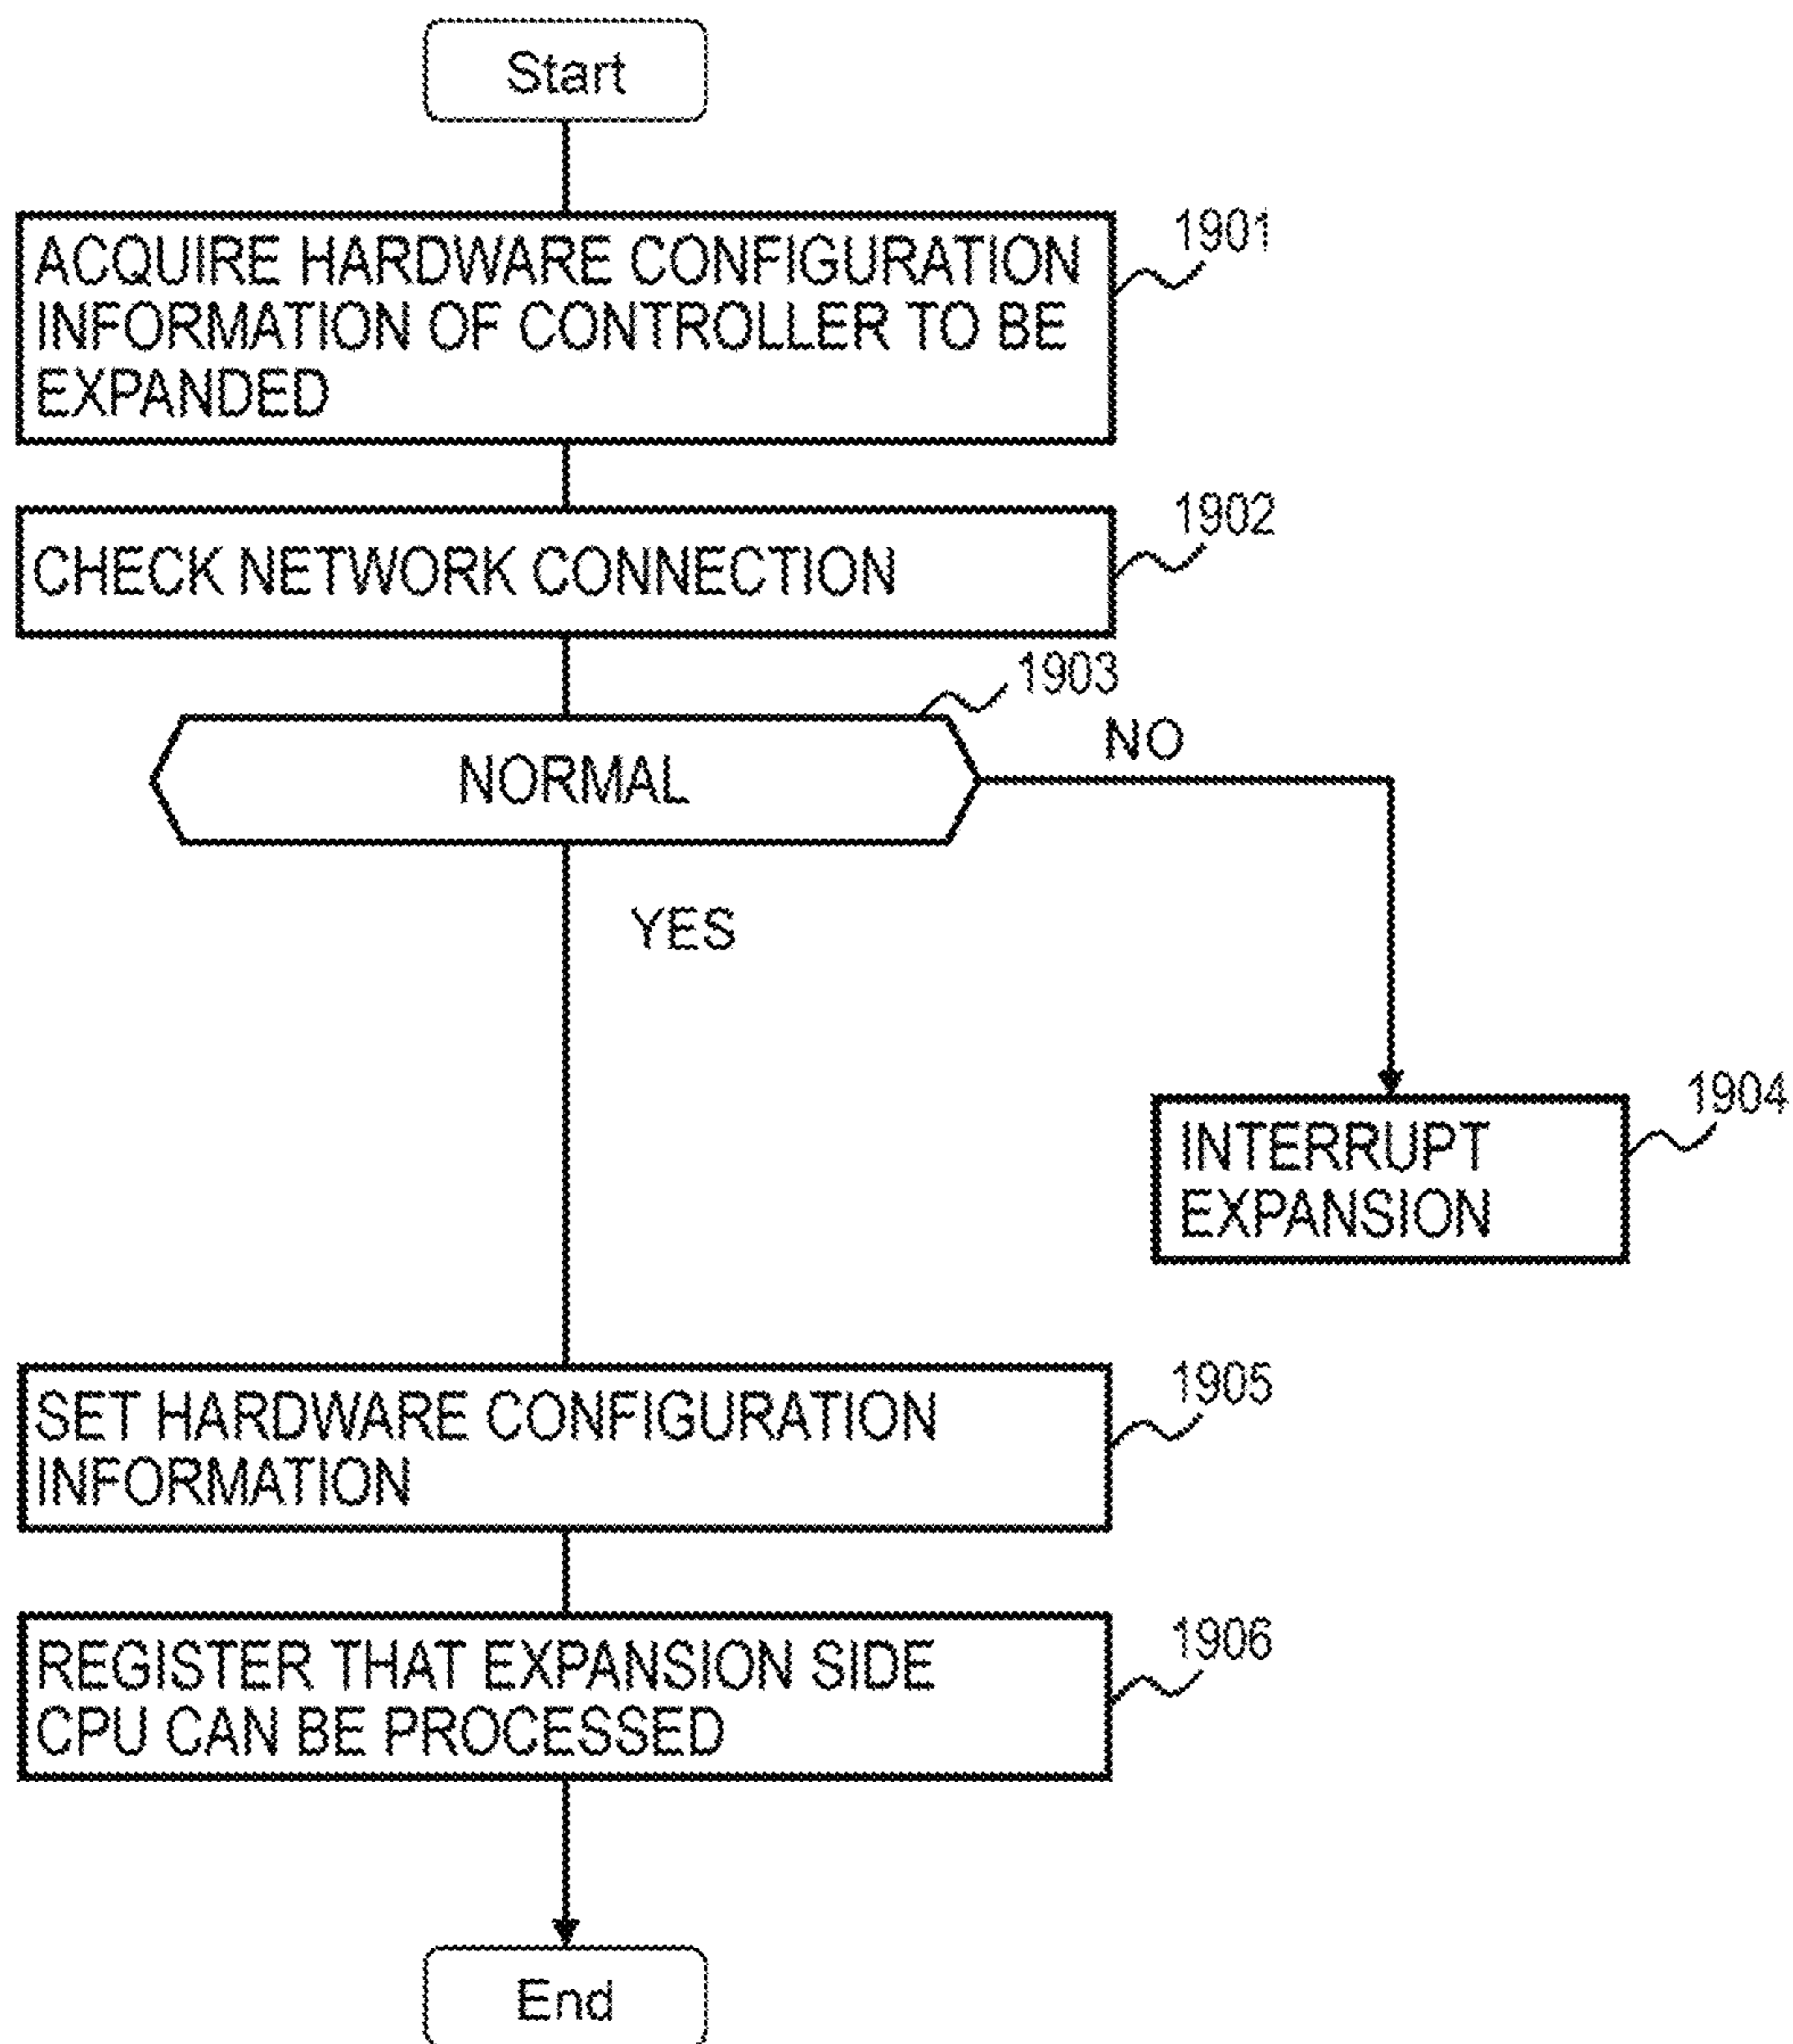 Start
1901
ACQUIRE HARDWARE CONFIGURATION
INFORMATION OF CONTROLLER TO BE
EXPANDED
1902
CHECK NETWORK CONNECTION
1903
NORMAL
NO
YES
1904
INTERRUPT
EXPANSION
1905
SET HARDWARE CONFIGURATION
INFORMATION
1906
REGISTER THAT EXPANSION SIDE
CPU CAN BE PROCESSED
End